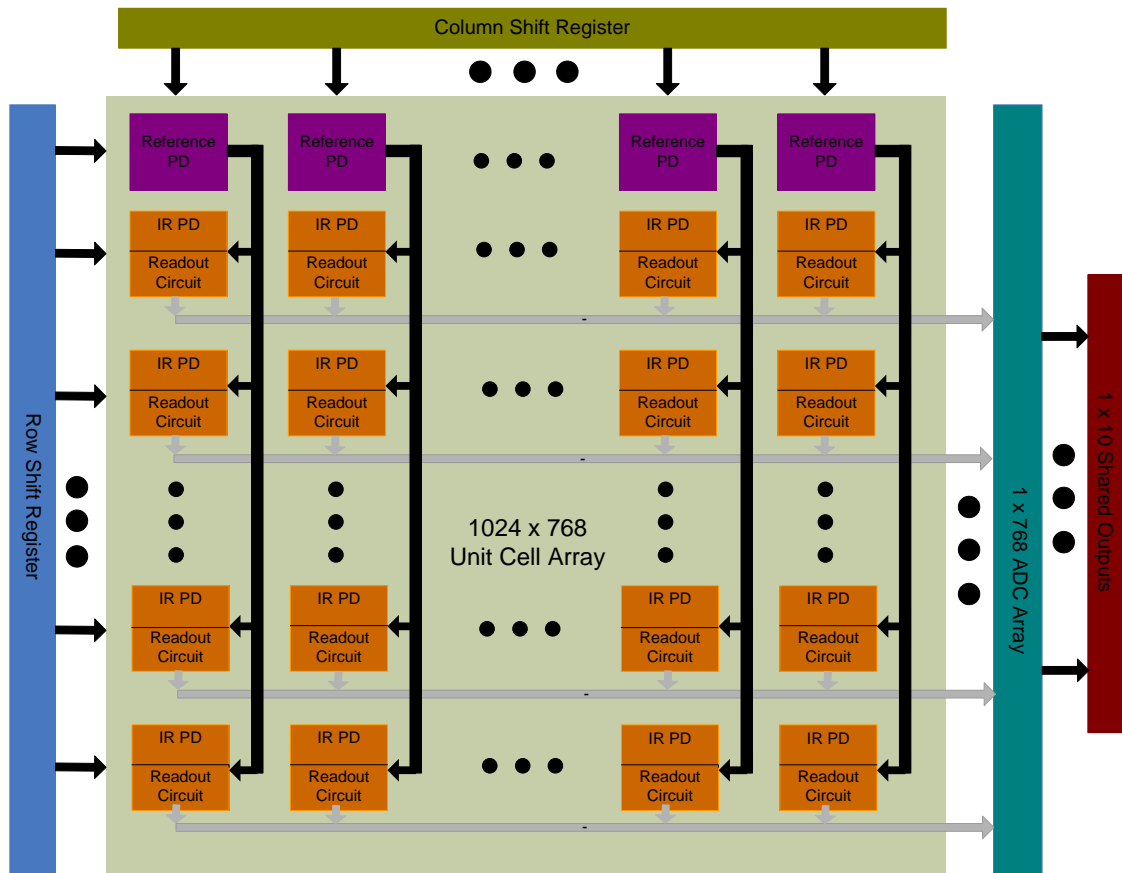 Column Shift Register
Reference
PD
Reference
PD
Reference
PD
Reference
PD
IR PD
Readout
Circuit
IR PD
Readout
Circuit
IR PD
Readout
Circuit
IR PD
Readout
Circuit
-
IR PD
Readout
Circuit
IR PD
Readout
Circuit
IR PD
Readout
Circuit
IR PD
Readout
Circuit
-
1024 x 768
Unit Cell Array
IR PD
Readout
Circuit
IR PD
Readout
Circuit
IR PD
Readout
Circuit
IR PD
Readout
Circuit
-
IR PD
Readout
Circuit
IR PD
Readout
Circuit
IR PD
Readout
Circuit
IR PD
Readout
Circuit
-
Row Shift Register
1 x 768 ADC Array
1 x 10 Shared Outputs